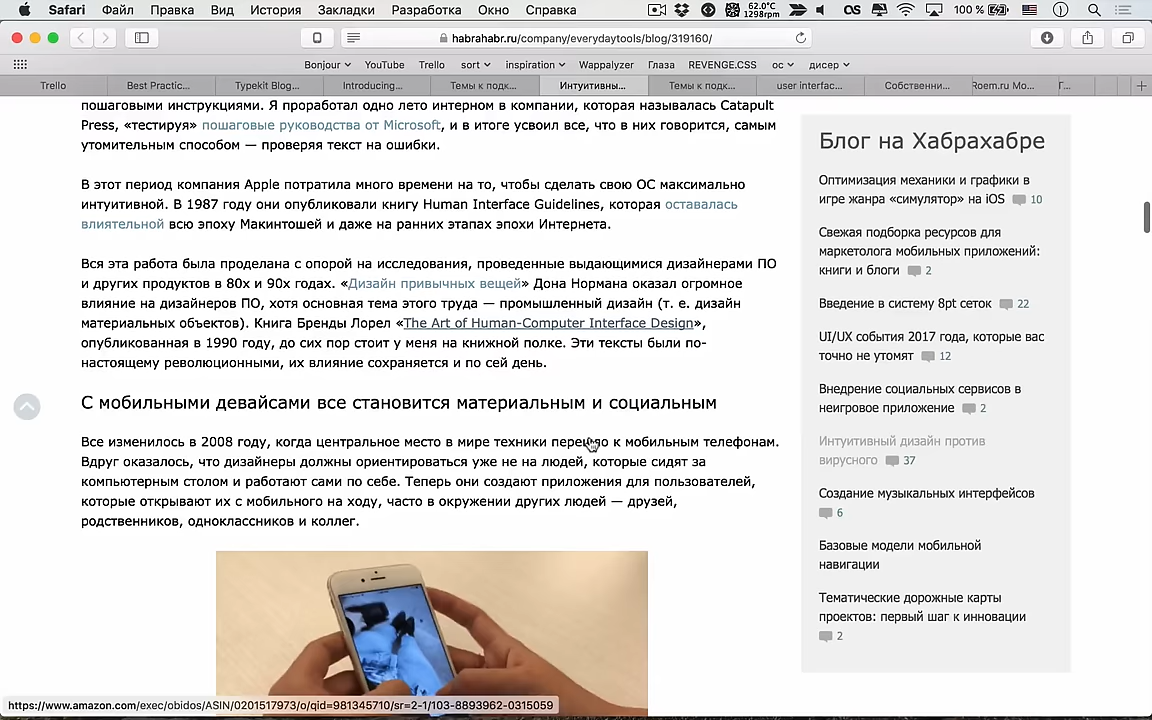 Safari Файл Правка Вид История Закладки Разработка Окно Справка 62.0°C 1298rpm 100 %
habrahabr.ru/company/everydaytools/blog/319160/
Bonjour YouTube Trello sort inspiration Wappalyzer Глаза REVENGE.CSS ос дисер
Trello Best Practic... Typekit Blog... Introducing... Темы к подк... Интуитивны... Темы к подк... user interfac... Собственни... Roem.ru Mo... Г...
пошаговыми инструкциями. Я проработал одно лето интерном в компании, которая называлась Catapult
Press, «тестируя» пошаговые руководства от Microsoft, и в итоге усвоил все, что в них говорится, самым
утомительным способом — проверяя текст на ошибки.
В этот период компания Apple потратила много времени на то, чтобы сделать свою ОС максимально
интуитивной. В 1987 году они опубликовали книгу Human Interface Guidelines, которая оставалась
влиятельной всю эпоху Макинтошей и даже на ранних этапах эпохи Интернета.
Вся эта работа была проделана с опорой на исследования, проведенные выдающимися дизайнерами ПО
и других продуктов в 80х и 90х годах. «Дизайн привычных вещей» Дона Нормана оказал огромное
влияние на дизайнеров ПО, хотя основная тема этого труда — промышленный дизайн (т. е. дизайн
материальных объектов). Книга Бренды Лорел «The Art of Human-Computer Interface Design»,
опубликованная в 1990 году, до сих пор стоит у меня на книжной полке. Эти тексты были по-
настоящему революционными, их влияние сохраняется и по сей день.
С мобильными девайсами все становится материальным и социальным
Все изменилось в 2008 году, когда центральное место в мире техники перешло к мобильным телефонам.
Вдруг оказалось, что дизайнеры должны ориентироваться уже не на людей, которые сидят за
компьютерным столом и работают сами по себе. Теперь они создают приложения для пользователей,
которые открывают их с мобильного на ходу, часто в окружении других людей — друзей,
родственников, одноклассников и коллег.
Блог на Хабрахабре
Оптимизация механики и графики в
игре жанра «симулятор» на iOS 10
Свежая подборка ресурсов для
маркетолога мобильных приложений:
книги и блоги 2
Введение в систему 8pt сеток 22
UI/UX события 2017 года, которые вас
точно не утомят 12
Внедрение социальных сервисов в
неигровое приложение 2
Интуитивный дизайн против
вирусного 37
Создание музыкальных интерфейсов
6
Базовые модели мобильной
навигации
Тематические дорожные карты
проектов: первый шаг к инновации
2
https://www.amazon.com/exec/obidos/ASIN/0201517973/o/qid=981345710/sr=2-1/103-8893962-0315059